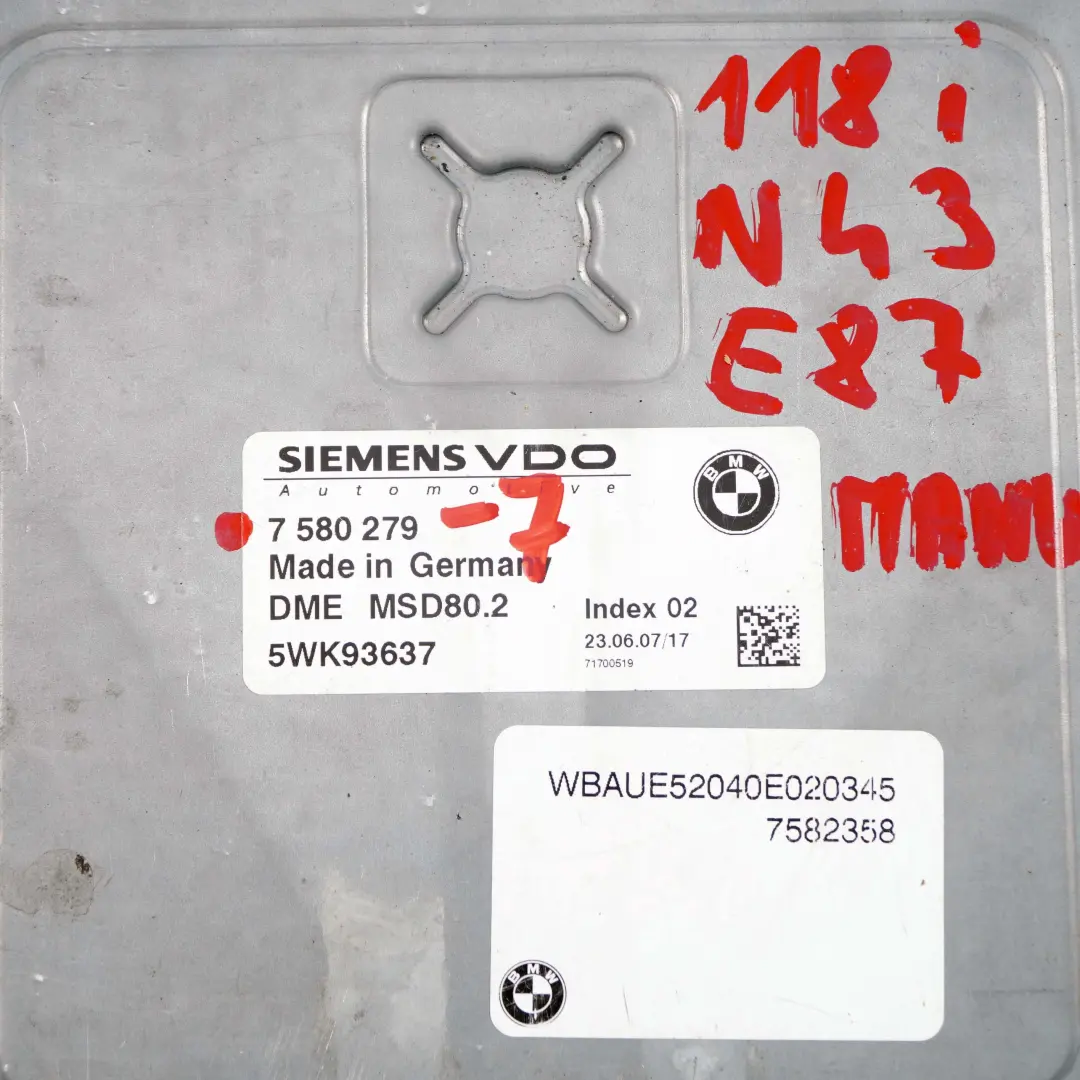 118i
N43
E87
SIEMENS VDO
Automotive
7 580 279 -7
MANU
Made in Germany
DME MSD80.2
5WK93637
Index 02
23.06.07/17
71700519
BMW
WBAUE52040E020345
7582358
BMW